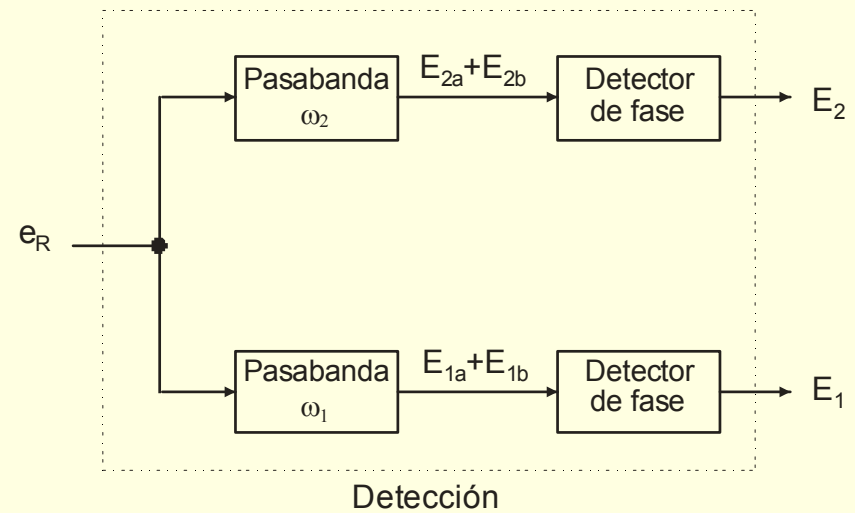 Pasabanda
ω₂
E₂ₐ+E₂b
Detector
de fase
E₂
eR
Pasabanda
ω₁
E₁ₐ+E₁b
Detector
de fase
E₁
Detección